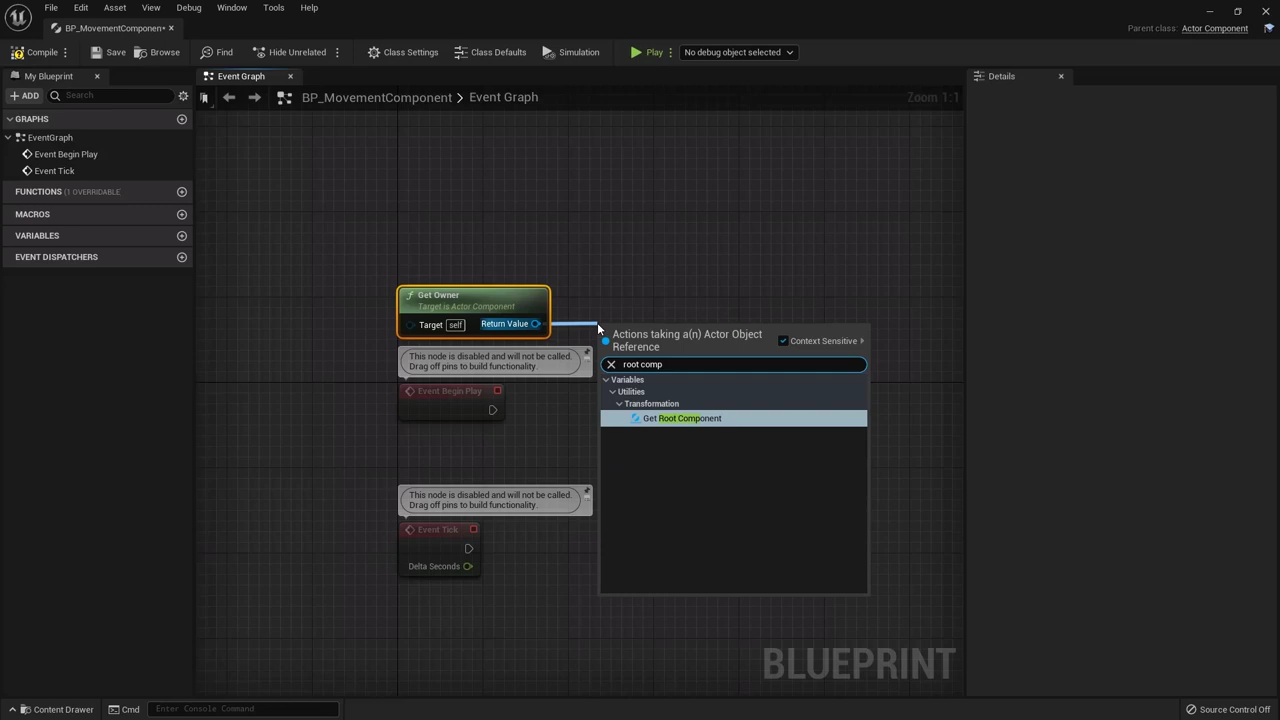 File Edit Asset View Debug Window Tools Help
BP_MovementComponen•
Parent class: Actor Component
Compile Save Browse Find Hide Unrelated Class Settings Class Defaults Simulation Play No debug object selected
My Blueprint
Event Graph
Details
ADD Search
BP_MovementComponent > Event Graph
Zoom 1:1
GRAPHS
EventGraph
Event Begin Play
Event Tick
FUNCTIONS (1 OVERRIDABLE
MACROS
VARIABLES
EVENT DISPATCHERS
f Get Owner
Target is Actor Component
Target self Return Value
This node is disabled and will not be called.
Drag off pins to build functionality.
Event Begin Play
This node is disabled and will not be called.
Drag off pins to build functionality.
Event Tick
Delta Seconds
Actions taking a(n) Actor Object
Reference
Context Sensitive
root comp
Variables
Utilities
Transformation
Get Root Component
BLUEPRINT
Content Drawer Cmd Enter Console Command
Source Control Off